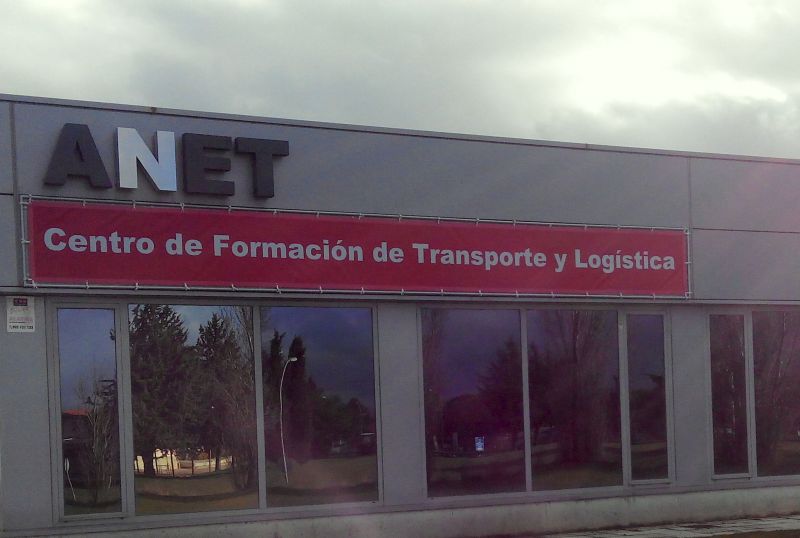 ANET
Centro de Formación de Transporte y Logística